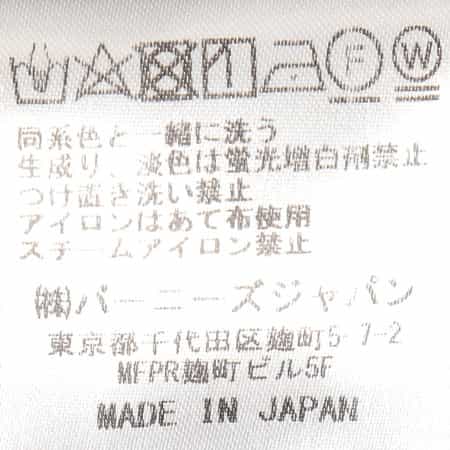 F W
同系色と一緒に洗う
生成り、淡色は蛍光増白剤禁止
つけ置き洗い禁止
アイロンはあて布使用
スチームアイロン禁止
㈱バーニーズジャパン
東京都千代田区麹町5-7-2
MFPR麹町ビル5F
MADE IN JAPAN